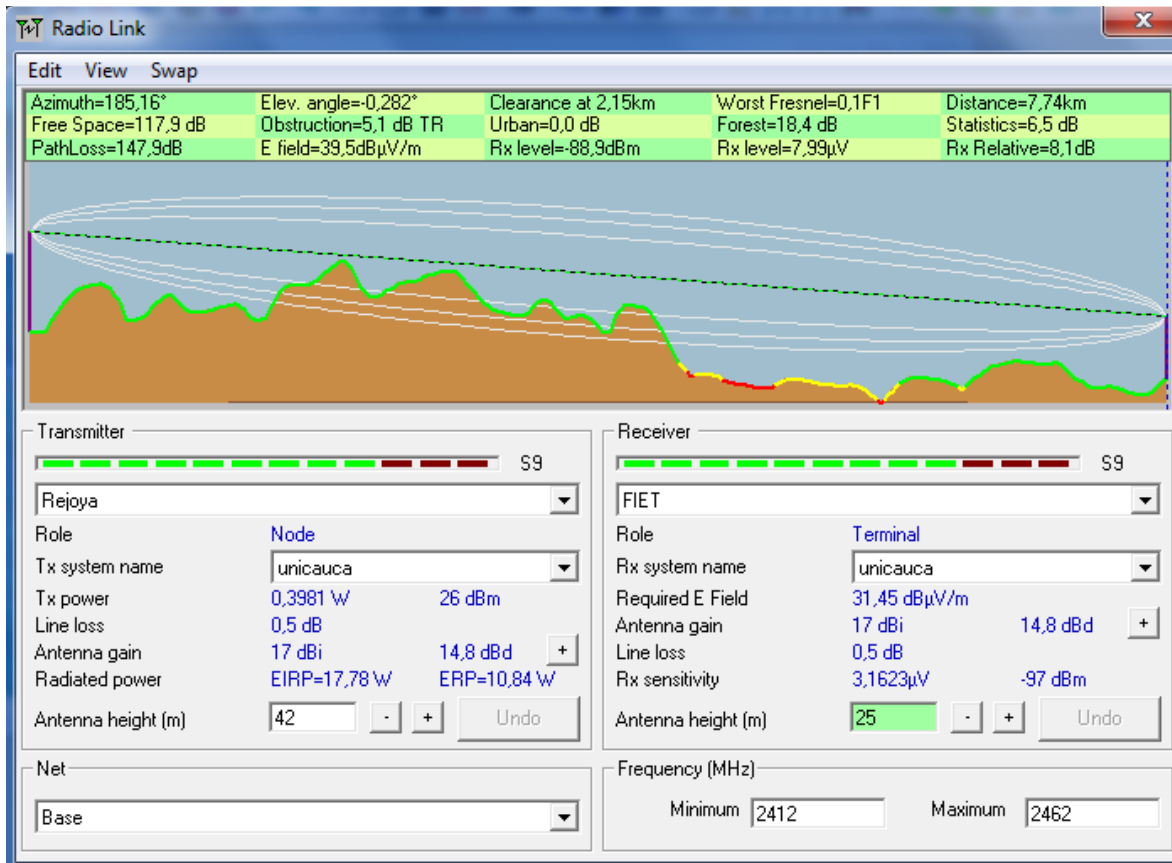 Radio Link
X
Edit View Swap
Azimuth=185,16° Elev. angle=-0,282° Clearance at 2,15km Worst Fresnel=0,1F1 Distance=7,74km
Free Space=117,9 dB Obstruction=5,1 dB TR Urban=0,0 dB Forest=18,4 dB Statistics=6,5 dB
PathLoss=147,9dB E field=39,5dBµV/m Rx level=-88,9dBm Rx level=7,99µV Rx Relative=8,1dB
Transmitter
S9
Rejoya
Role Node
Tx system name unicauca
Tx power 0,3981 W 26 dBm
Line loss 0,5 dB
Antenna gain 17 dBi 14,8 dBd +
Radiated power EIRP=17,78 W ERP=10,84 W
Antenna height (m) 42 - + Undo
Net
Base
Receiver
S9
FIET
Role Terminal
Rx system name unicauca
Required E Field 31,45 dBµV/m
Antenna gain 17 dBi 14,8 dBd +
Line loss 0,5 dB
Rx sensitivity 3,1623µV -97 dBm
Antenna height (m) 25 - + Undo
Frequency (MHz)
Minimum 2412 Maximum 2462